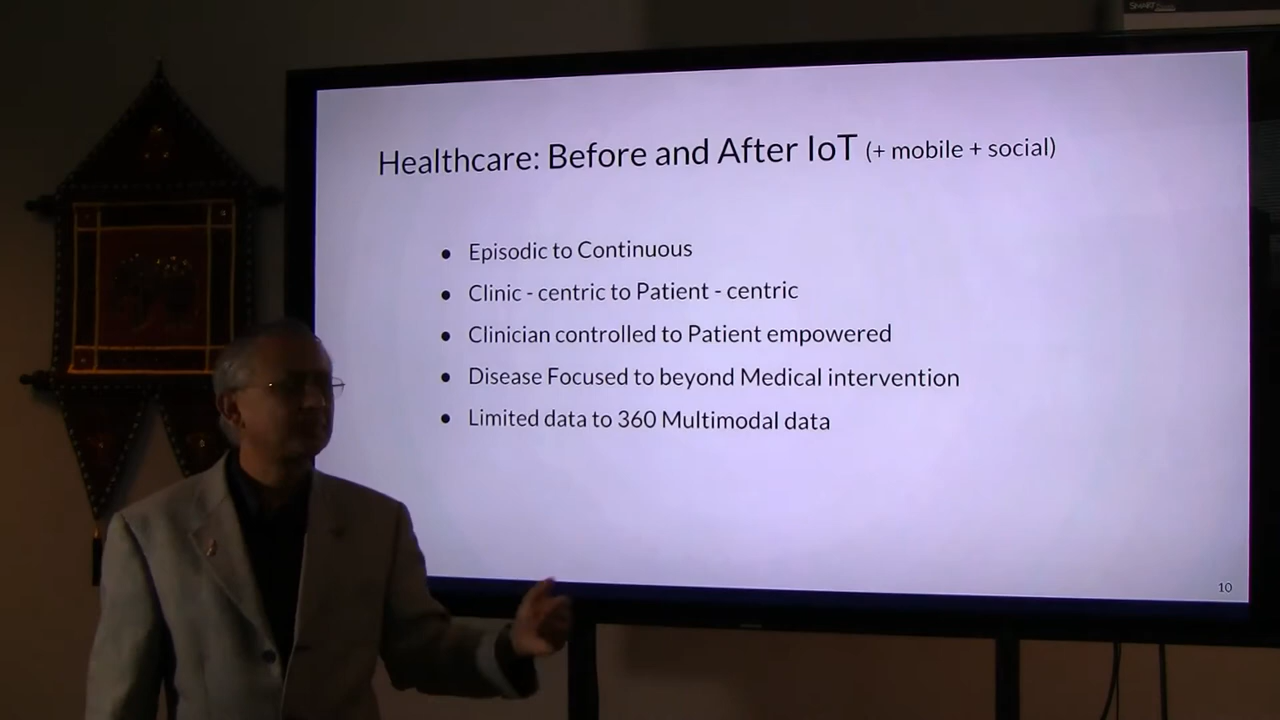 SMART
Healthcare: Before and After IoT (+ mobile + social)
● Episodic to Continuous
● Clinic - centric to Patient - centric
● Clinician controlled to Patient empowered
● Disease Focused to beyond Medical intervention
● Limited data to 360 Multimodal data
10